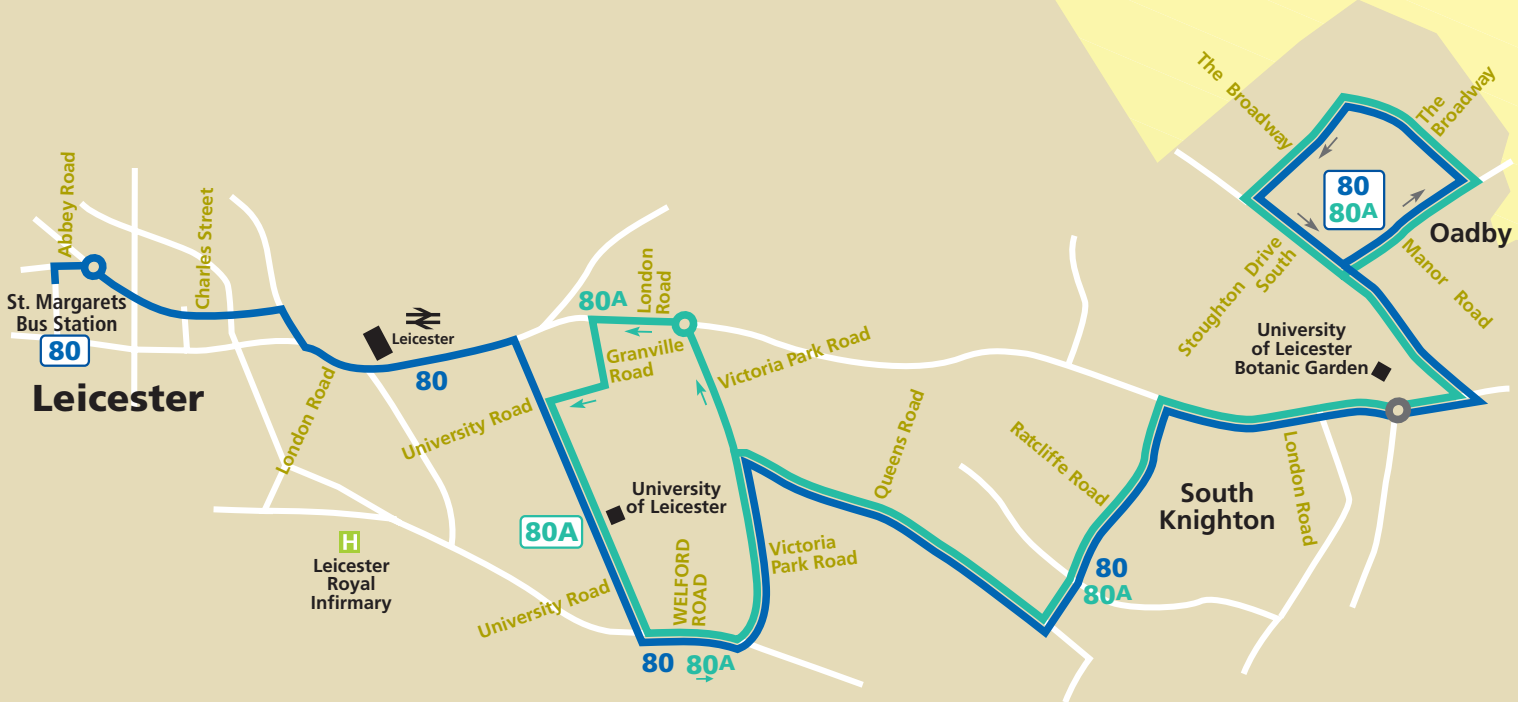 The Broadway
The
Broadway
80
80A
Oadby
Abbey Road
Charles Street
St. Margarets
Bus Station
80
Leicester
Leicester
80
London Road
London
Road
80A
Granville
Road
Victoria Park Road
University Road
Stoughton Drive
South
Manor Road
University
of Leicester
Botanic Garden
Queens Road
Ratcliffe Road
South
Knighton
London Road
University
of Leicester
80A
H
Leicester
Royal
Infirmary
University Road
WELFORD
ROAD
Victoria
Park Road
80
80A
80 80A